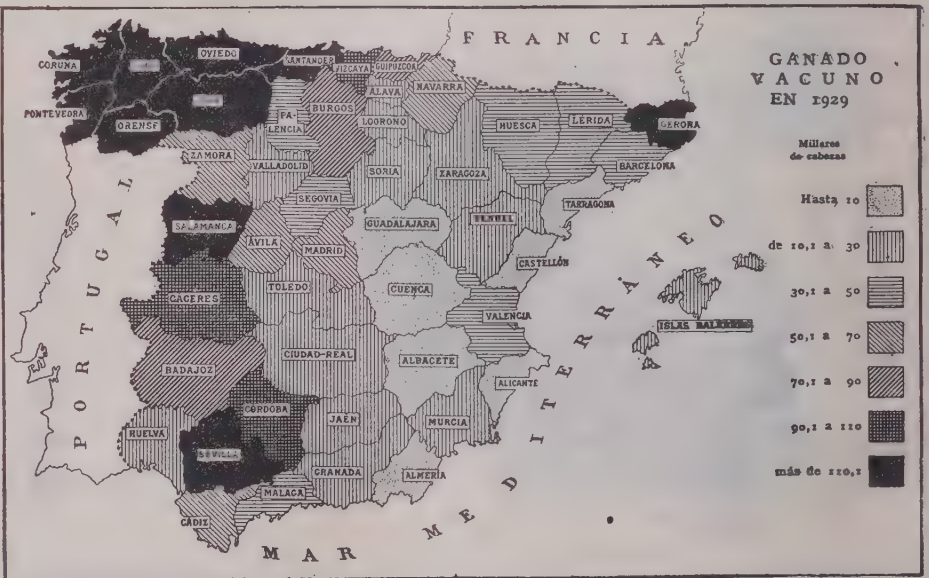 FRANCIA
GANADO
VACUNO
EN 1929
Millares
de cabezas
Hasta 10
de 10,1 a 30
30,1 a 50
50,1 a 70
70,1 a 90
90,1 a 110
más de 110,1
CORUÑA
OVIEDO
SANTANDER
VIZCAYA
GUIPUZCOA
ÁLAVA
NAVARRA
PONTEVEDRA
ORENSE
BURGOS
LOGROÑO
PA-
LENCIA
HUESCA
LÉRIDA
GERONA
BARCELONA
ZAMORA
VALLADOLID
SORIA
ZARAGOZA
SEGOVIA
TARRAGONA
SALAMANCA
ÁVILA
MADRID
GUADALAJARA
TERUEL
CASTELLÓN
CÁCERES
TOLEDO
CUENCA
VALENCIA
ISLAS BALEARES
BADAJOZ
CIUDAD-REAL
ALBACETE
ALICANTE
CÓRDOBA
HUELVA
SEVILLA
JAÉN
MURCIA
GRANADA
ALMERÍA
MÁLAGA
CÁDIZ
PORTUGAL
MAR MEDITERRÁNEO